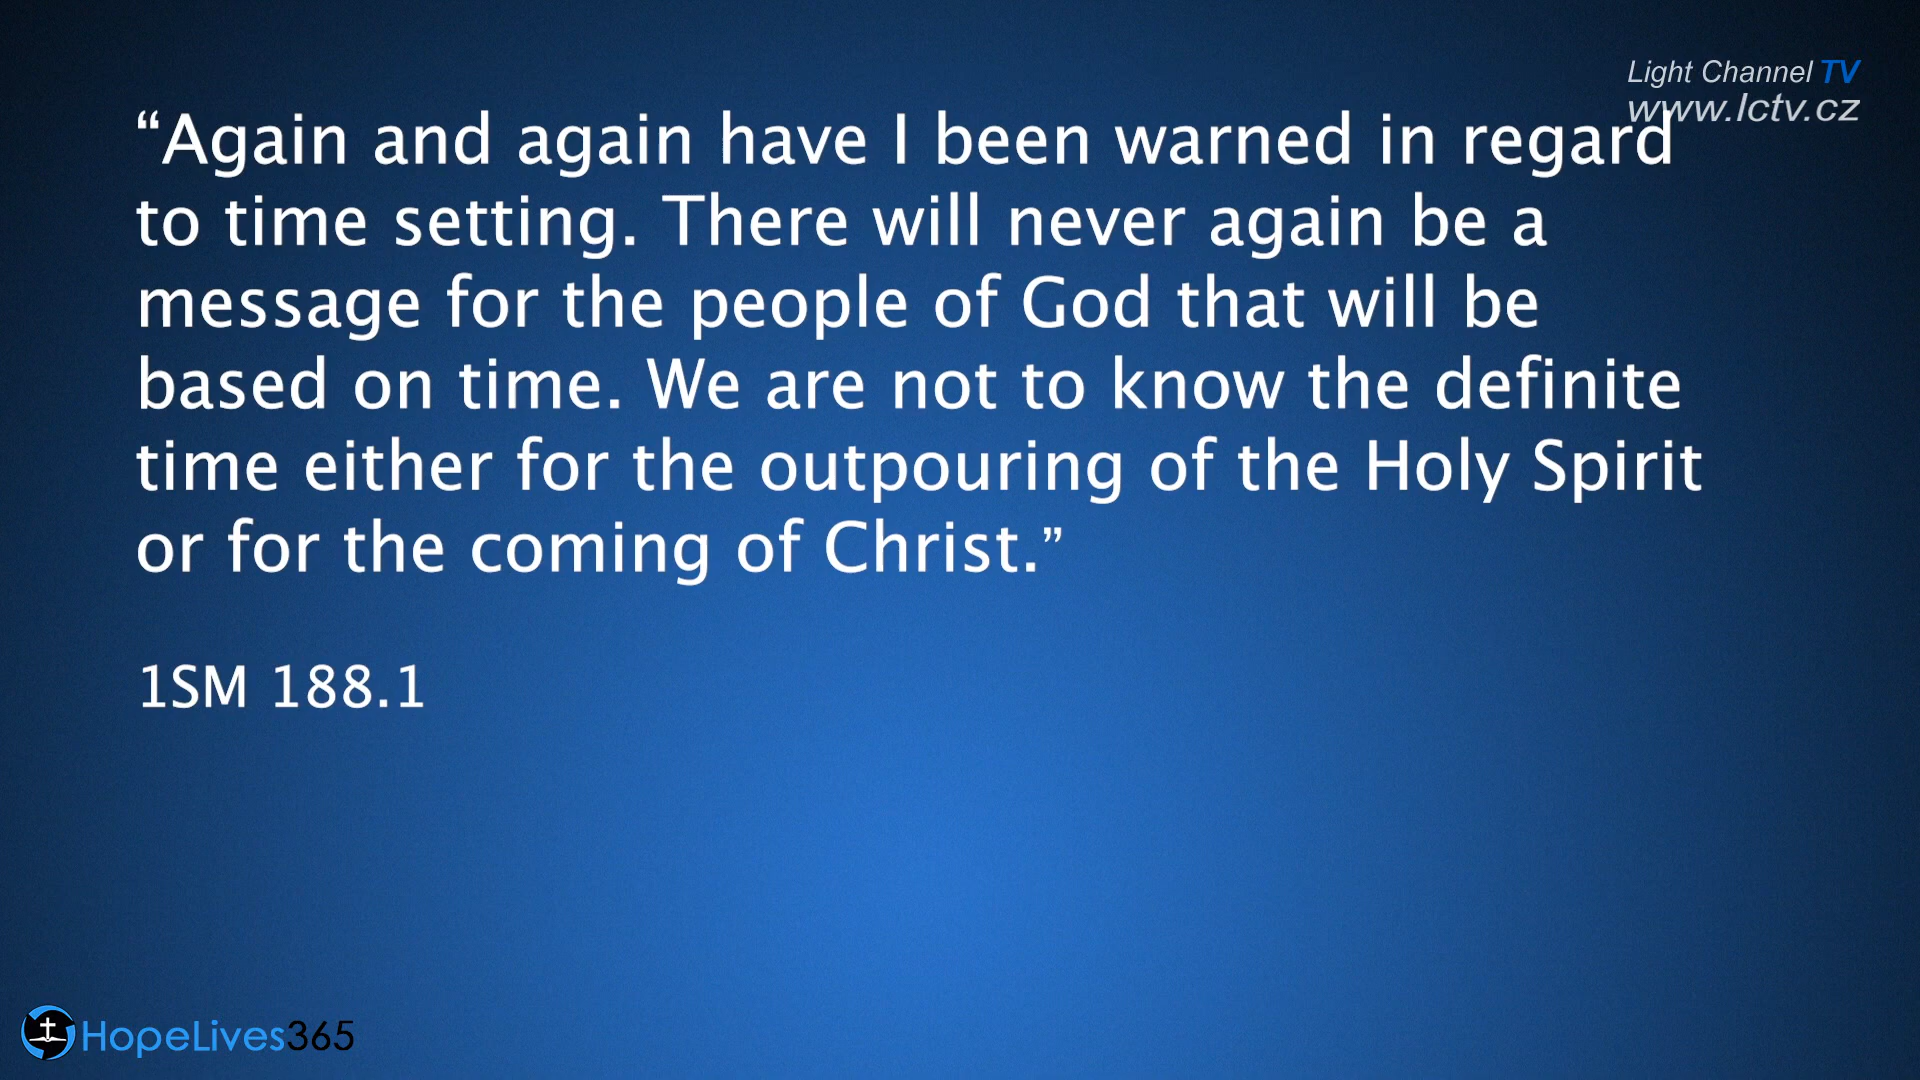 Light Channel TV
www.lctv.cz
“Again and again have I been warned in regard
to time setting. There will never again be a
message for the people of God that will be
based on time. We are not to know the definite
time either for the outpouring of the Holy Spirit
or for the coming of Christ.”
1SM 188.1
HopeLives365